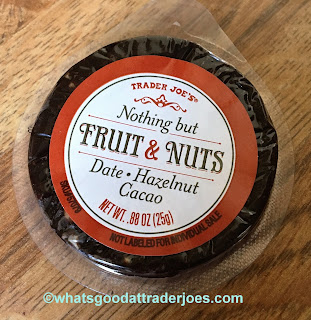 TRADER JOE'S®
Nothing but
FRUIT & NUTS
Date • Hazelnut
Cacao
NET WT. .88 OZ (25g)
NOT LABELED FOR INDIVIDUAL SALE
©whatsgoodattraderjoes.com